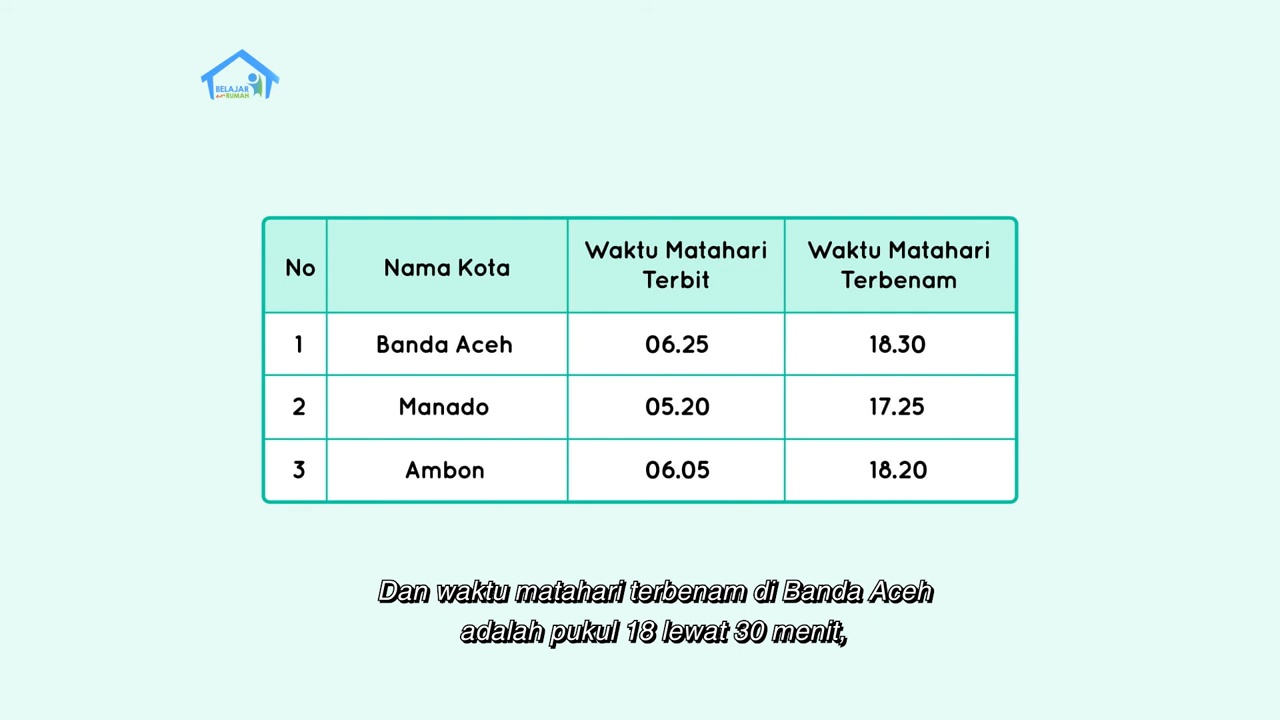 BELAJAR
dari RUMAH
No
Nama Kota
Waktu Matahari
Terbit
Waktu Matahari
Terbenam
1
Banda Aceh
06.25
18.30
2
Manado
05.20
17.25
3
Ambon
06.05
18.20
Dan waktu matahari terbenam di Banda Aceh
adalah pukul 18 lewat 30 menit,